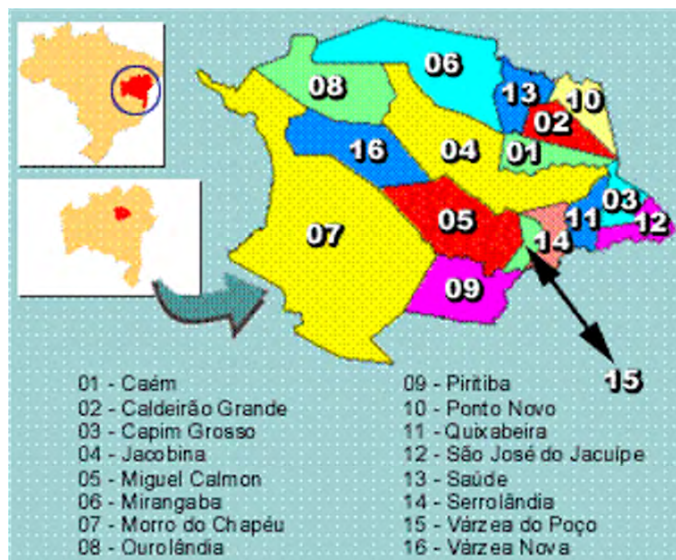 08
06
13
10
02
01
04
16
03
12
11
14
05
07
09
15
01 - Caém
02 - Caldeirão Grande
03 - Capim Grosso
04 - Jacobina
05 - Miguel Calmon
06 - Mirangaba
07 - Morro do Chapéu
08 - Ourolândia
09 - Piritiba
10 - Ponto Novo
11 - Quixabeira
12 - São José do Jacuípe
13 - Saúde
14 - Serrolândia
15 - Várzea do Poço
16 - Várzea Nova